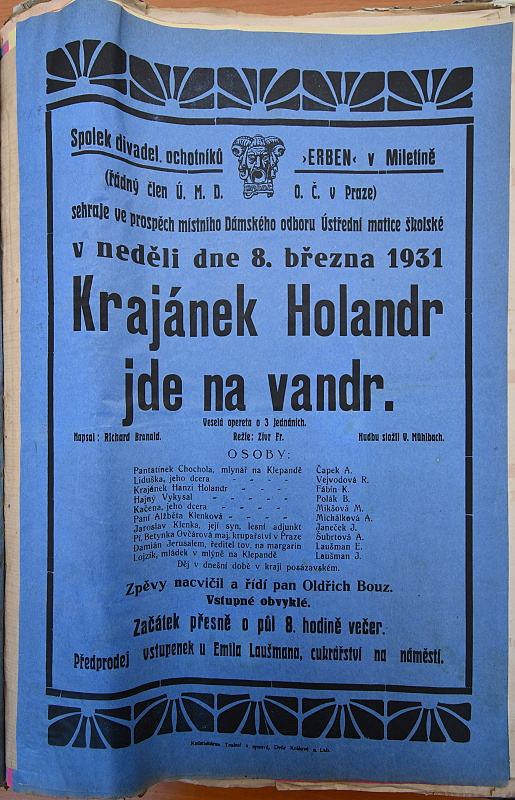 Spolek divadel. ochotníků ›ERBEN‹ v Miletíně
(řádný člen Ú. M. D. O. Č. v Praze)
sehraje ve prospěch místního Dámského odboru Ústřední matice školské
v neděli dne 8. března 1931
Krajánek Holandr
jde na vandr.
Veselá opereta o 3 jednáních.
Napsal: Richard Branald. Režie: Živr Fr. Hudbu složil V. Mühlbach.
OSOBY:
Pantatínek Chochola, mlynář na Klepandě Čapek A.
Liduška, jeho dcera - - - - - Vejvodová R.
Krajánek Hanzi Holandr - - - - Fábin K.
Hajný Vykysal - - - - - Polák B.
Kačena, jeho dcera - - - - - Mikšová M.
Paní Alžběta Klenková - - - - Michálková A.
Jaroslav Klenka, její syn, lesní adjunkt Janeček J.
Pí. Betynka Ovčárová maj. krupařství v Praze Šubrtová A.
Damián Jerusalem, ředitel tov. na margarin Laušman E.
Lojzík, mládek v mlýně na Klepandě Laušman J.
Děj v dnešní době v kraji posázavském.
Zpěvy nacvičil a řídí pan Oldřich Bouz.
Vstupné obvyklé.
Začátek přesně o půl 8. hodině večer.
Předprodej vstupenek u Emila Laušmana, cukrářství na náměstí.
Dvůr Králové n. Lab.